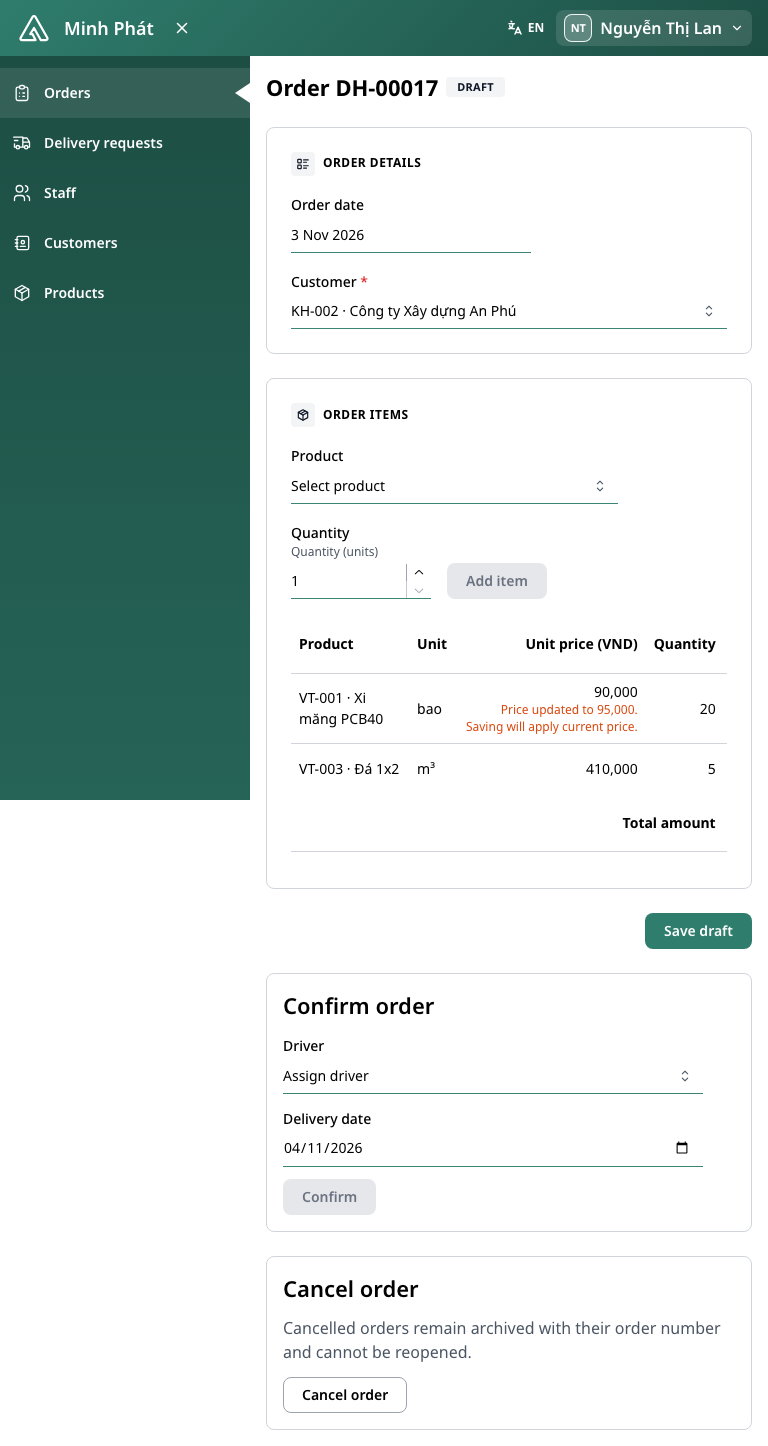 Minh Phát
EN
NT
Nguyễn Thị Lan
Orders
Delivery requests
Staff
Customers
Products
Order DH-00017
DRAFT
ORDER DETAILS
Order date
3 Nov 2026
Customer *
KH-002 · Công ty Xây dựng An Phú
ORDER ITEMS
Product
Select product
Quantity
Quantity (units)
1
Add item
Product Unit Unit price (VND) Quantity
VT-001 · Xi
măng PCB40
bao
90,000
Price updated to 95,000.
Saving will apply current price.
20
VT-003 · Đá 1x2 m³ 410,000 5
Total amount
Save draft
Confirm order
Driver
Assign driver
Delivery date
04/11/2026
Confirm
Cancel order
Cancelled orders remain archived with their order number
and cannot be reopened.
Cancel order